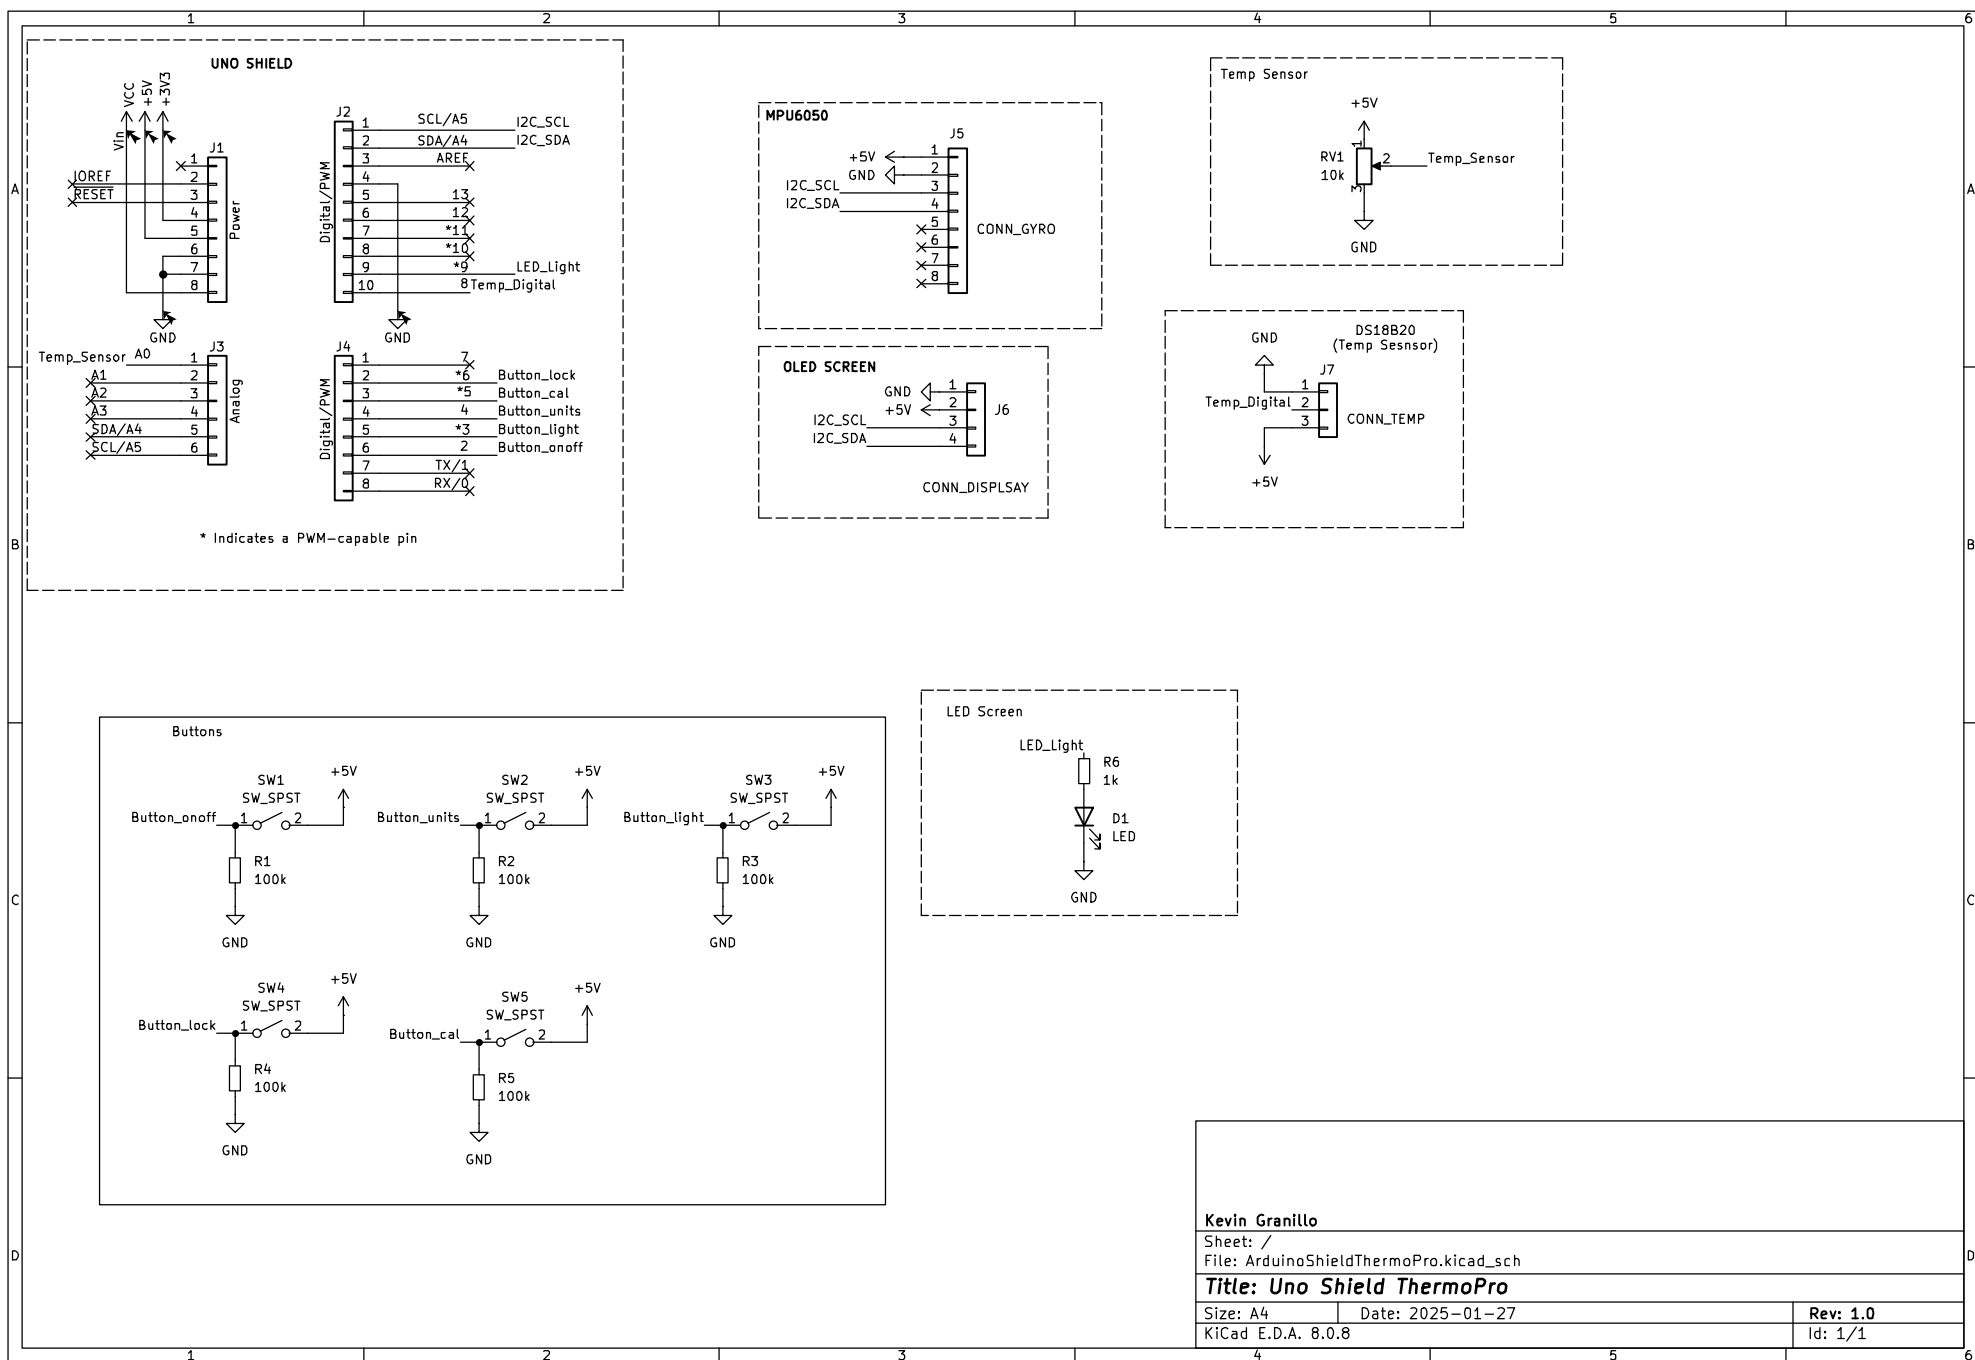 1 2 3 4 5 6
A
B
C
D
UNO SHIELD
VCC
+5V
+3V3
Vin
J1
1
IOREF 2
RESET 3
4
5
6
7
8
Power
GND
J2
1 SCL/A5 I2C_SCL
2 SDA/A4 I2C_SDA
3 AREF
4
5 13
6 12
7 *11
8 *10
9 *9 LED_Light
10 8 Temp_Digital
Digital/PWM
GND
J3
Temp_Sensor A0 1
A1 2
A2 3
A3 4
SDA/A4 5
SCL/A5 6
Analog
J4
1 7
2 *6 Button_lock
3 *5 Button_cal
4 4 Button_units
5 *3 Button_light
6 2 Button_onoff
7 TX/1
8 RX/0
Digital/PWM
* Indicates a PWM-capable pin
MPU6050
J5
+5V 1
GND 2
I2C_SCL 3
I2C_SDA 4
5 CONN_GYRO
6
7
8
OLED SCREEN
GND 1
+5V 2 J6
I2C_SCL 3
I2C_SDA 4
CONN_DISPLSAY
Temp Sensor
+5V
1
RV1 2 Temp_Sensor
10k
3
GND
GND DS18B20
(Temp Sesnsor)
J7
1
Temp_Digital 2 CONN_TEMP
3
+5V
Buttons
SW1 +5V
SW_SPST
Button_onoff 1 2
R1
100k
GND
SW2 +5V
SW_SPST
Button_units 1 2
R2
100k
GND
SW3 +5V
SW_SPST
Button_light 1 2
R3
100k
GND
SW4 +5V
SW_SPST
Button_lock 1 2
R4
100k
GND
SW5 +5V
SW_SPST
Button_cal 1 2
R5
100k
GND
LED Screen
LED_Light
R6
1k
D1
LED
GND
Kevin Granillo
Sheet: /
File: ArduinoShieldThermoPro.kicad_sch
Title: Uno Shield ThermoPro
Size: A4 Date: 2025-01-27 Rev: 1.0
KiCad E.D.A. 8.0.8 Id: 1/1
A
B
C
D
1 2 3 4 5 6